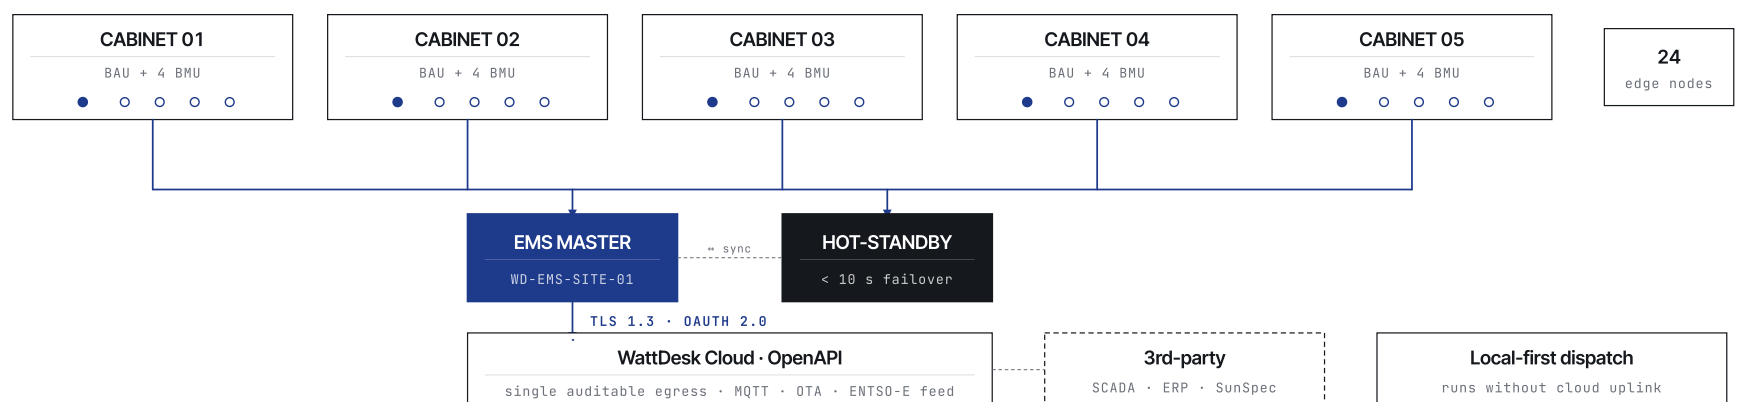 CABINET 01
BAU + 4 BMU
CABINET 02
BAU + 4 BMU
CABINET 03
BAU + 4 BMU
CABINET 04
BAU + 4 BMU
CABINET 05
BAU + 4 BMU
24
edge nodes
EMS MASTER
WD-EMS-SITE-01
↔ sync
HOT-STANDBY
< 10 s failover
TLS 1.3 · OAUTH 2.0
WattDesk Cloud · OpenAPI
single auditable egress · MQTT · OTA · ENTSO-E feed
3rd-party
SCADA · ERP · SunSpec
Local-first dispatch
runs without cloud uplink